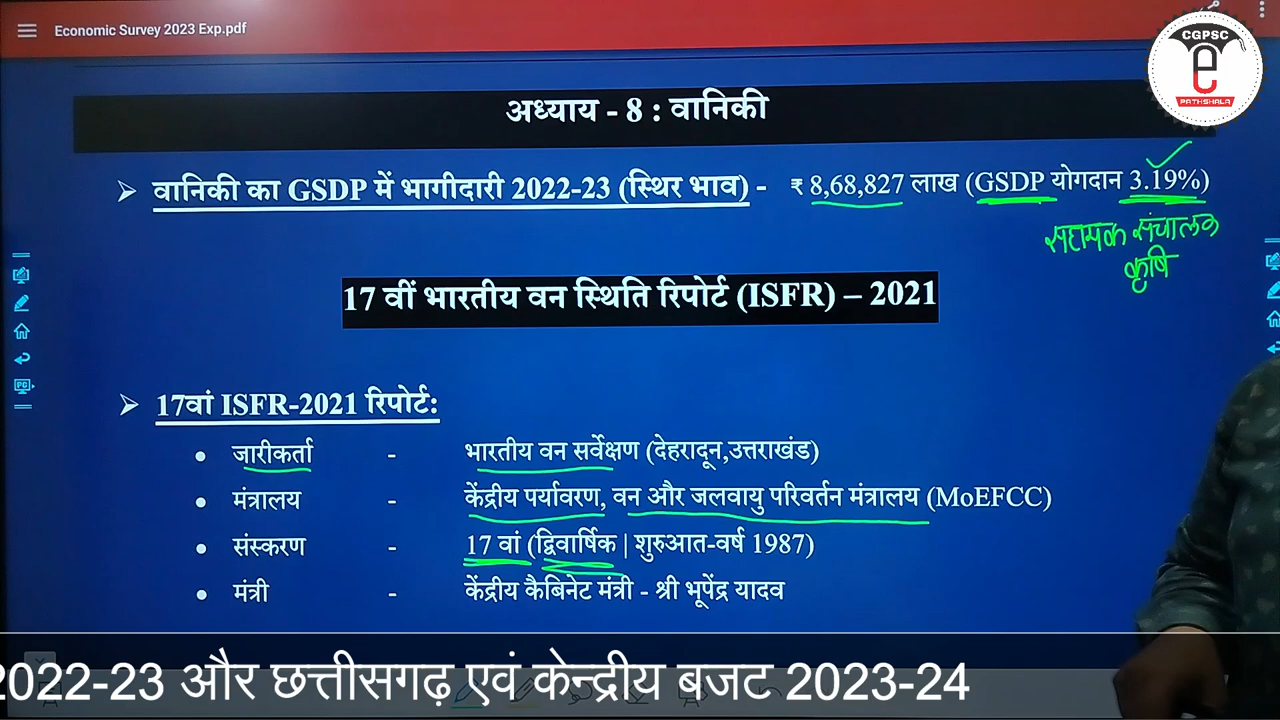 Economic Survey 2023 Exp.pdf
CGPSC
e
PATHSHALA
अध्याय - 8 : वानिकी
➢ वानिकी का GSDP में भागीदारी 2022-23 (स्थिर भाव) - ₹ 8,68,827 लाख (GSDP योगदान 3.19%)
सहायक संचालक
कृषि
17 वीं भारतीय वन स्थिति रिपोर्ट (ISFR) – 2021
➢ 17वां ISFR-2021 रिपोर्ट:
• जारीकर्ता - भारतीय वन सर्वेक्षण (देहरादून,उत्तराखंड)
• मंत्रालय - केंद्रीय पर्यावरण, वन और जलवायु परिवर्तन मंत्रालय (MoEFCC)
• संस्करण - 17 वां (द्विवार्षिक | शुरुआत-वर्ष 1987)
• मंत्री - केंद्रीय कैबिनेट मंत्री - श्री भूपेंद्र यादव
2022-23 और छत्तीसगढ़ एवं केन्द्रीय बजट 2023-24